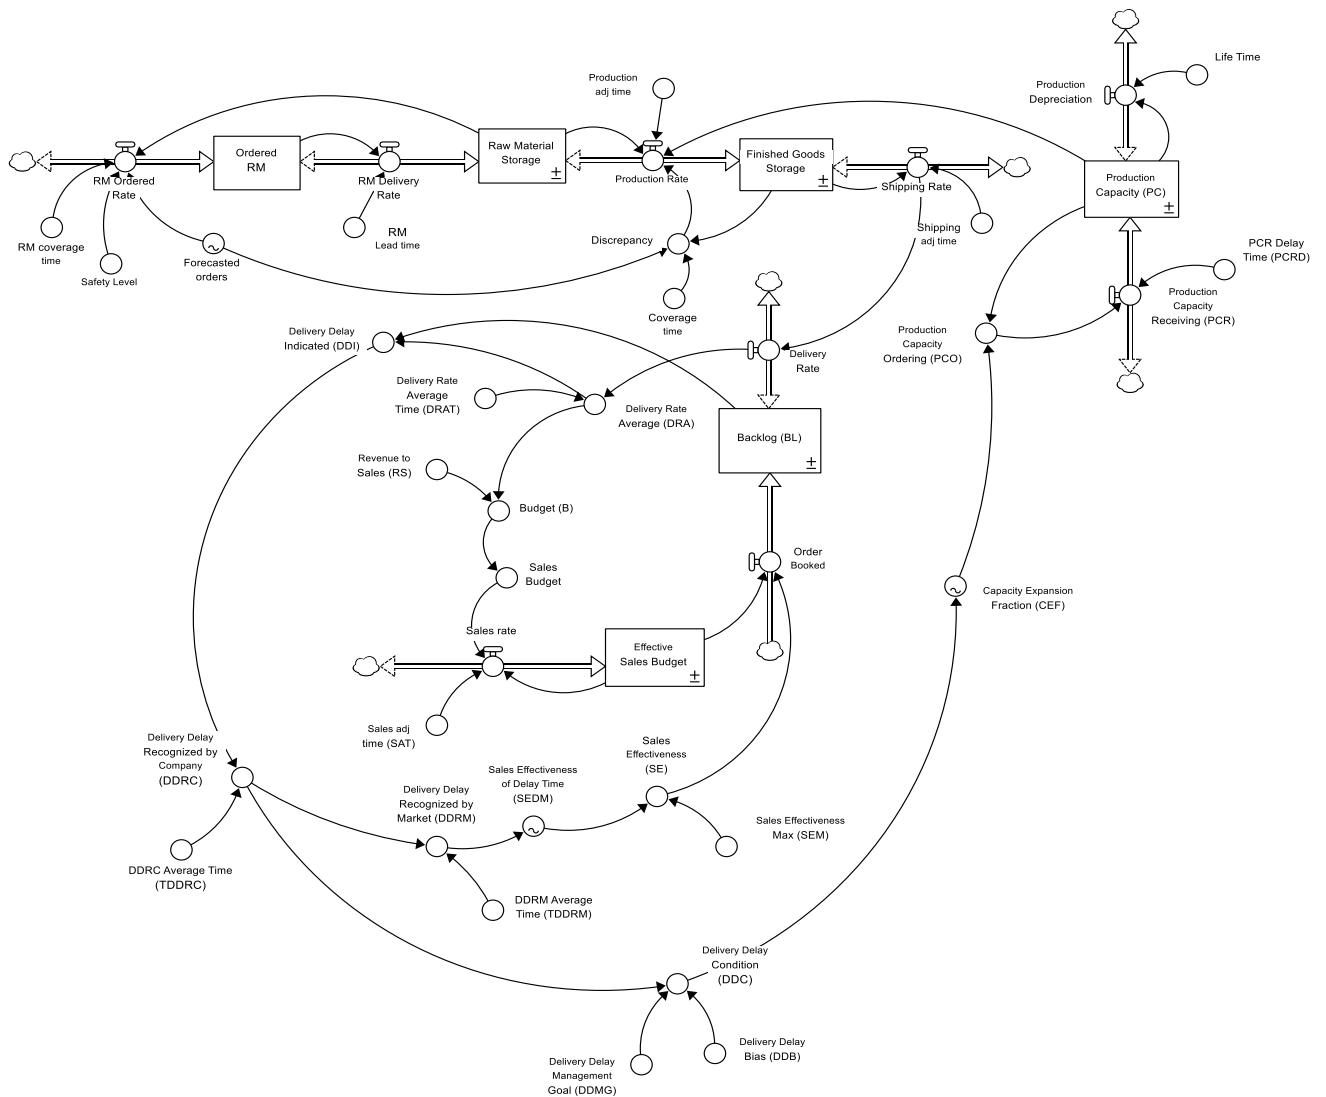 Life Time
Production
Depreciation
Production
adj time
Ordered
RM
Raw Material
Storage
±
Finished Goods
Storage
±
Production
Capacity (PC)
±
RM Ordered
Rate
RM Delivery
Rate
Production Rate
Shipping Rate
RM coverage
time
Safety Level
Forecasted
orders
RM
Lead time
Discrepancy
Shipping
adj time
PCR Delay
Time (PCRD)
Coverage
time
Production
Capacity
Receiving (PCR)
Delivery Delay
Indicated (DDI)
Production
Capacity
Ordering (PCO)
Delivery
Rate
Delivery Rate
Average
Time (DRAT)
Delivery Rate
Average (DRA)
Backlog (BL)
±
Revenue to
Sales (RS)
Budget (B)
Order
Booked
Sales
Budget
Capacity Expansion
Fraction (CEF)
Sales rate
Effective
Sales Budget
±
Sales adj
time (SAT)
Delivery Delay
Recognized by
Company
(DDRC)
Sales
Effectiveness
(SE)
Sales Effectiveness
of Delay Time
(SEDM)
Delivery Delay
Recognized by
Market (DDRM)
Sales Effectiveness
Max (SEM)
DDRC Average Time
(TDDRC)
DDRM Average
Time (TDDRM)
Delivery Delay
Condition
(DDC)
Delivery Delay
Bias (DDB)
Delivery Delay
Management
Goal (DDMG)